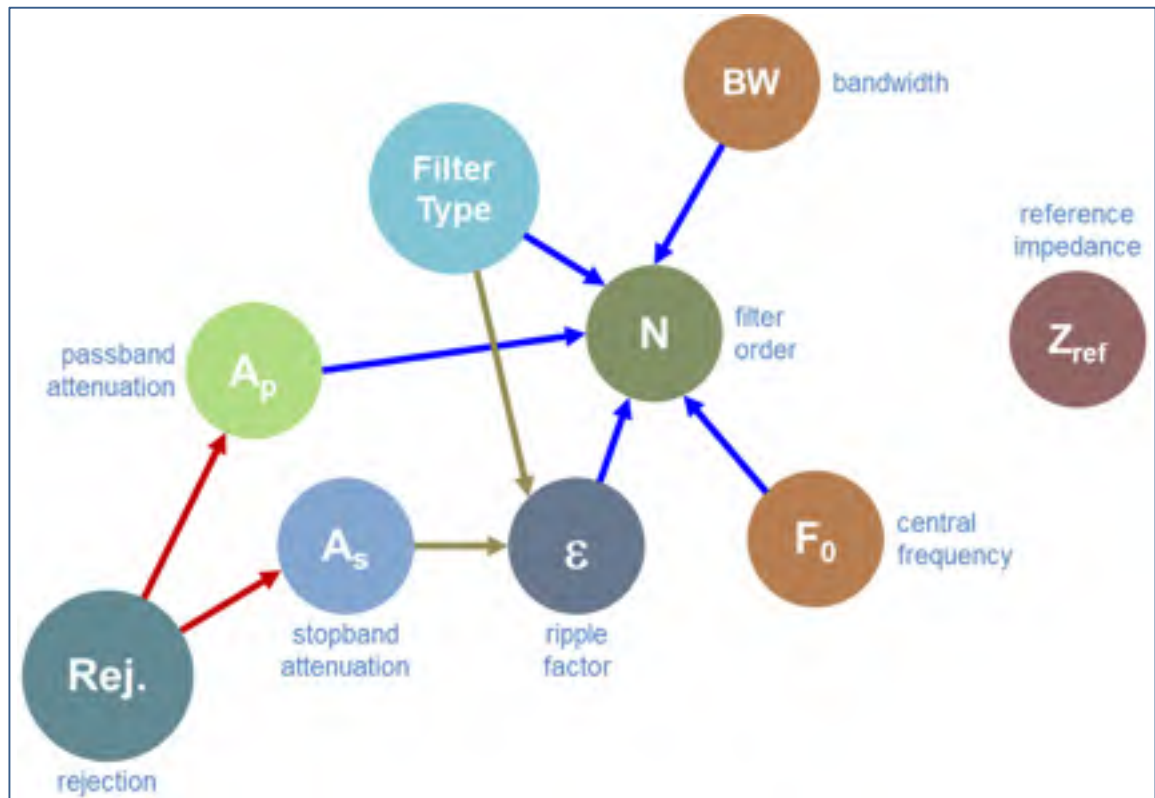 BW
bandwidth
Filter
Type
reference
impedance
N
filter
order
Zref
passband
attenuation
Ap
As
stopband
attenuation
ε
ripple
factor
F0
central
frequency
Rej.
rejection